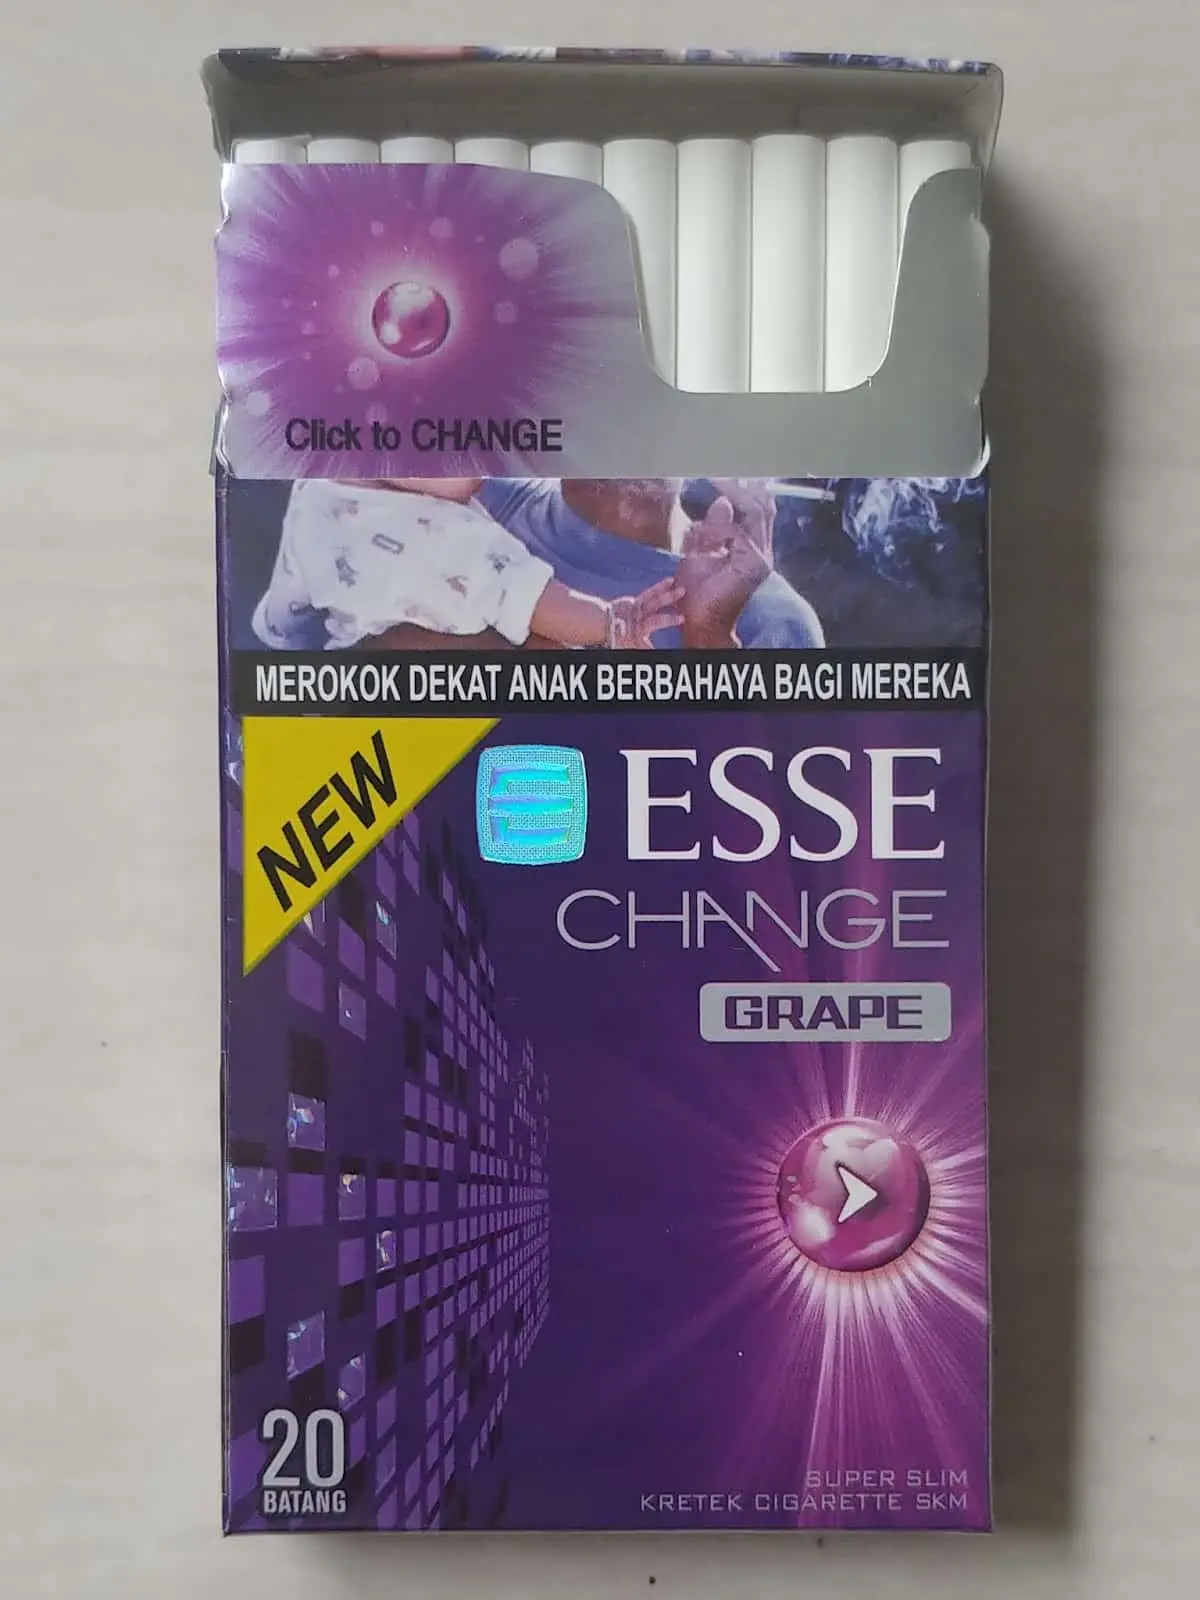 Click to CHANGE
MEROKOK DEKAT ANAK BERBAHAYA BAGI MEREKA
NEW
ESSE
CHANGE
GRAPE
20
BATANG
SUPER SLIM
KRETEK CIGARETTE SKM